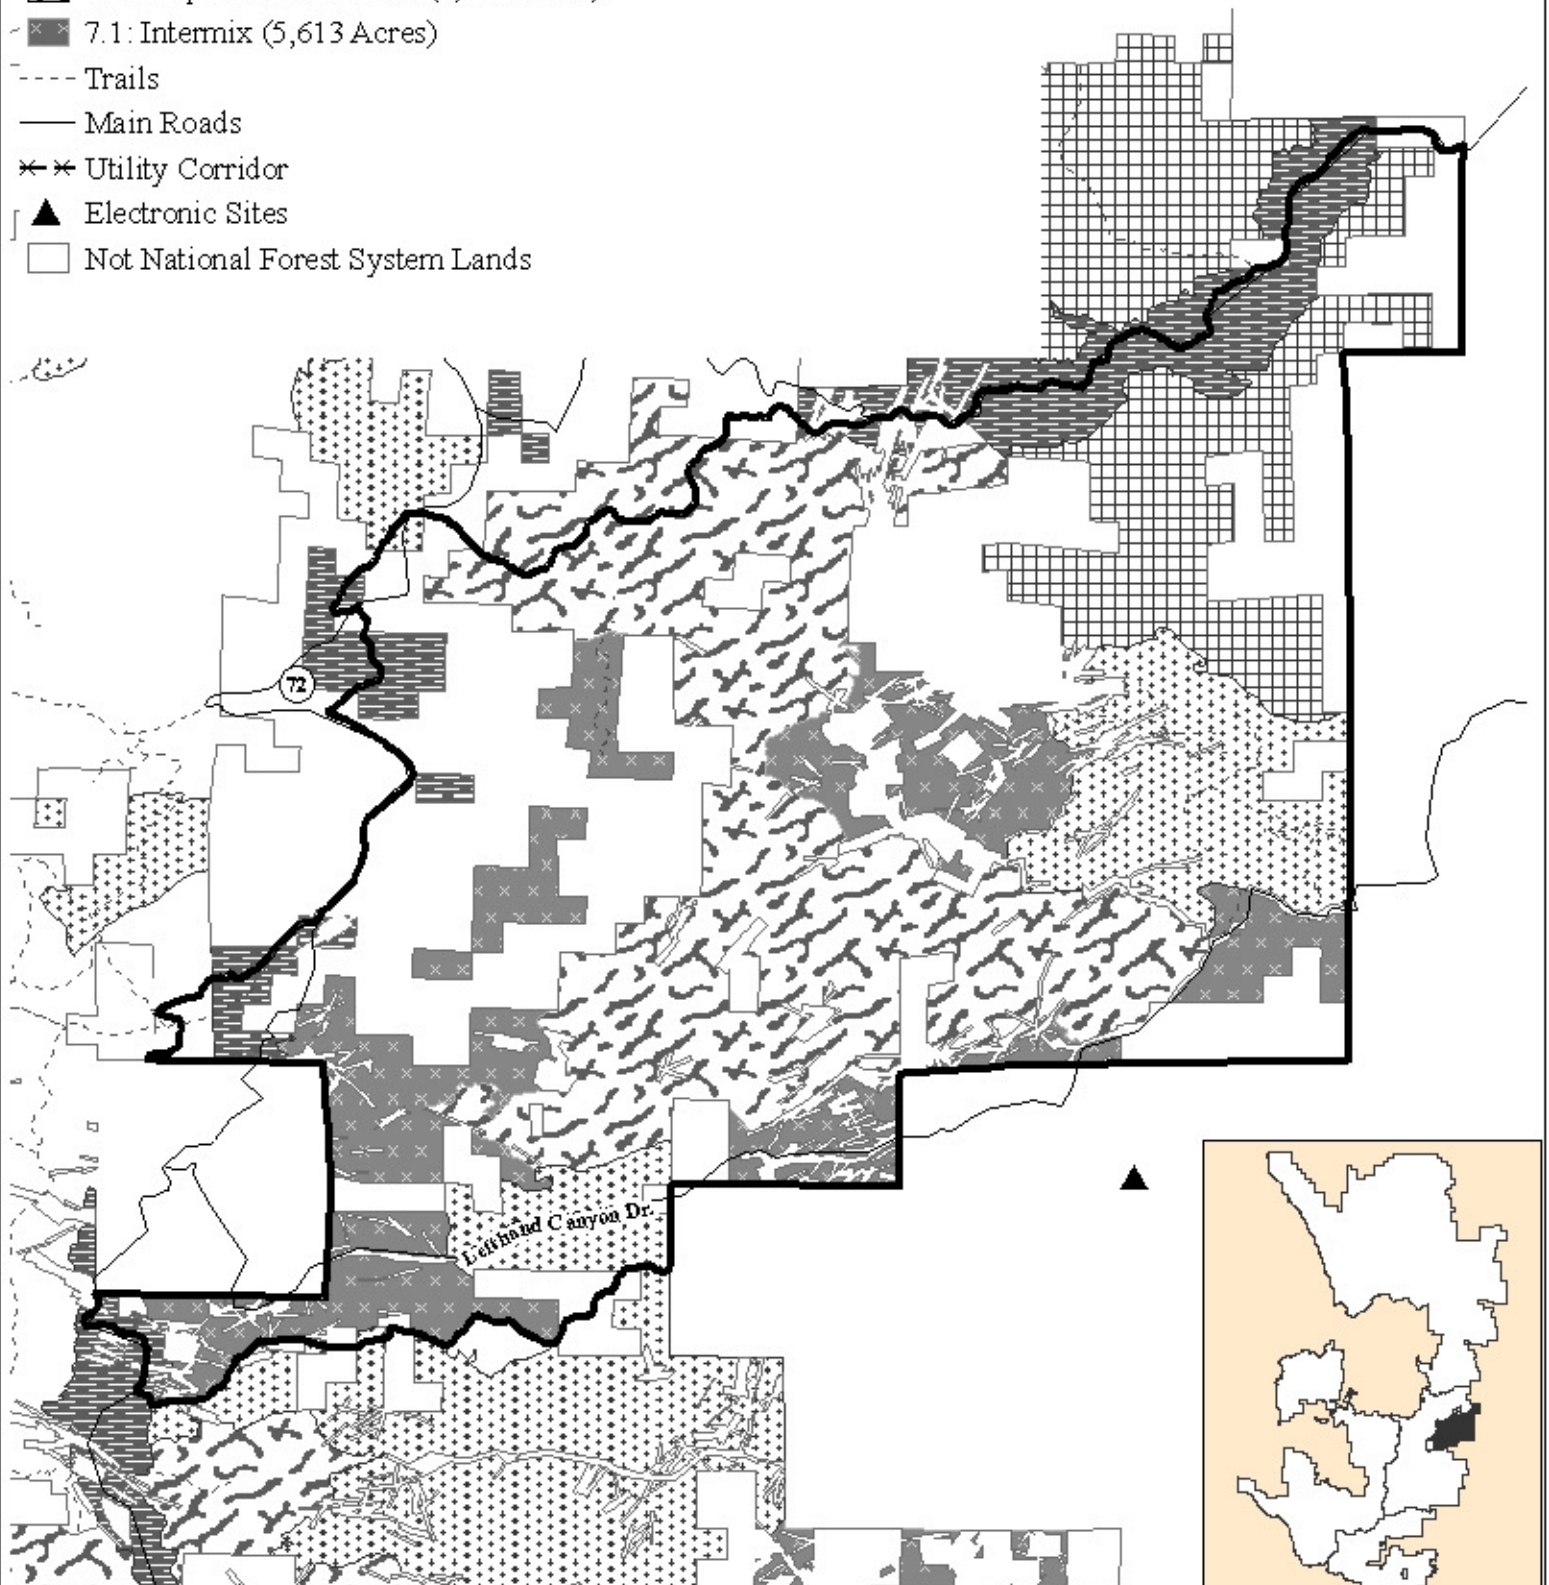 7.1: Intermix (5,613 Acres)
Trails
Main Roads
Utility Corridor
Electronic Sites
Not National Forest System Lands
72
Lefthand Canyon Dr.